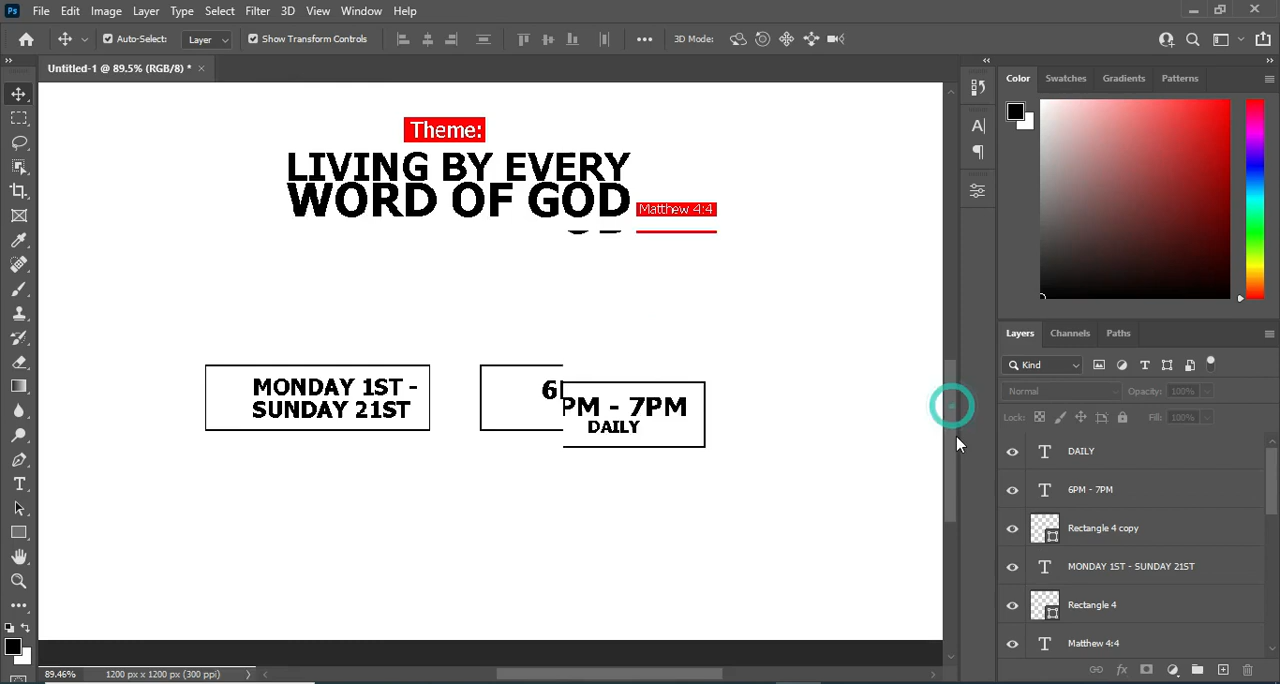 Ps File Edit Image Layer Type Select Filter 3D View Window Help
Auto-Select: Layer Show Transform Controls 3D Mode:
Untitled-1 @ 89.5% (RGB/8) * ×
Color Swatches Gradients Patterns
Theme:
LIVING BY EVERY
WORD OF GOD
Matthew 4:4
MONDAY 1ST -
SUNDAY 21ST
6PM - 7PM
DAILY
Layers Channels Paths
Kind
Normal Opacity: 100%
Lock: Fill: 100%
DAILY
6PM - 7PM
Rectangle 4 copy
MONDAY 1ST - SUNDAY 21ST
Rectangle 4
Matthew 4:4
89.46% 1200 px x 1200 px (300 ppi)